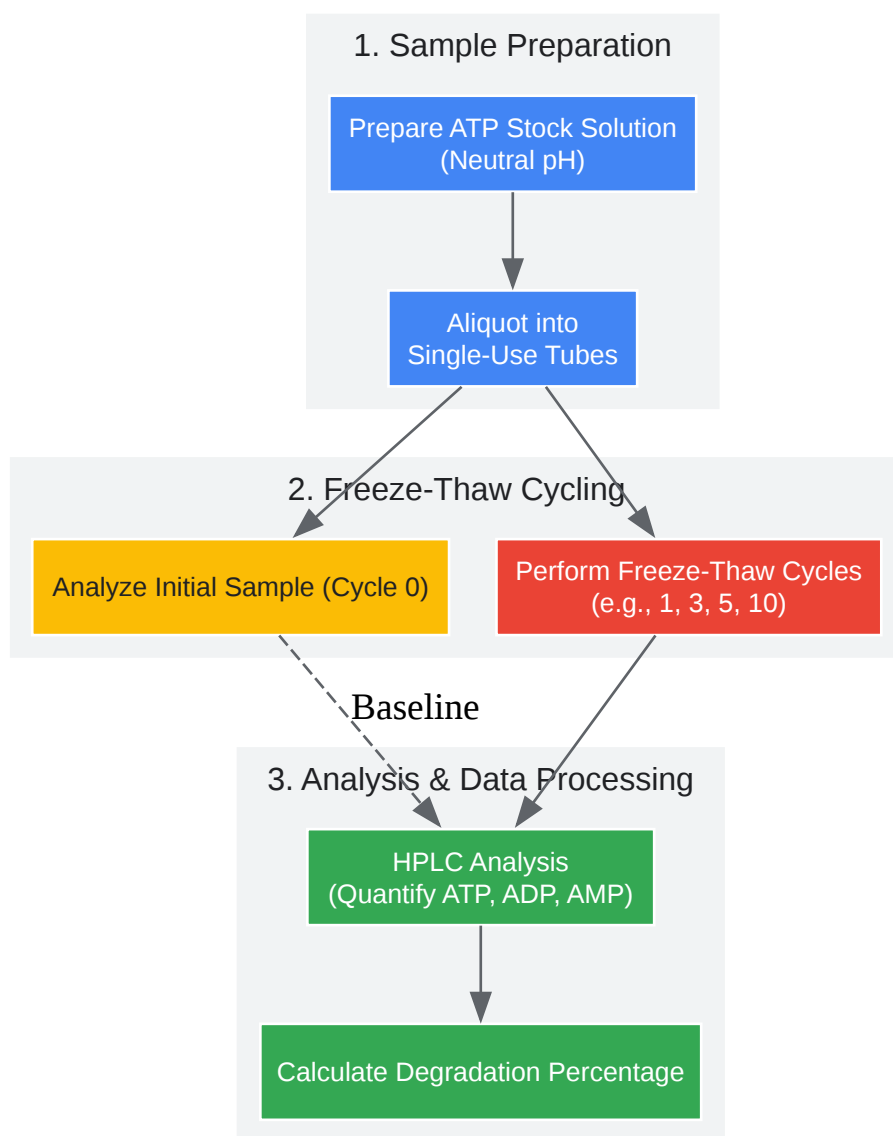 1. Sample Preparation
Prepare ATP Stock Solution
(Neutral pH)
Aliquot into
Single-Use Tubes
2. Freeze-Thaw Cycling
Analyze Initial Sample (Cycle 0)
Perform Freeze-Thaw Cycles
(e.g., 1, 3, 5, 10)
Baseline
3. Analysis & Data Processing
HPLC Analysis
(Quantify ATP, ADP, AMP)
Calculate Degradation Percentage